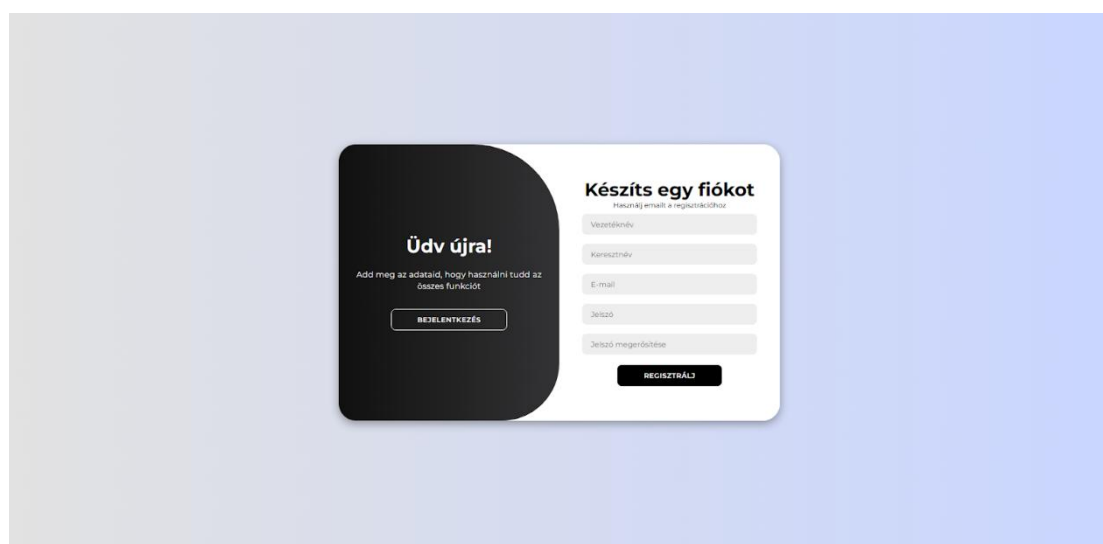 Üdv újra!
Add meg az adataid, hogy használni tudd az
összes funkciót
BEJELENTKEZÉS
Készíts egy fiókot
Használj emailt a regisztrációhoz
Vezetéknév
Keresztnév
E-mail
Jelszó
Jelszó megerősítése
REGISZTRÁLJ